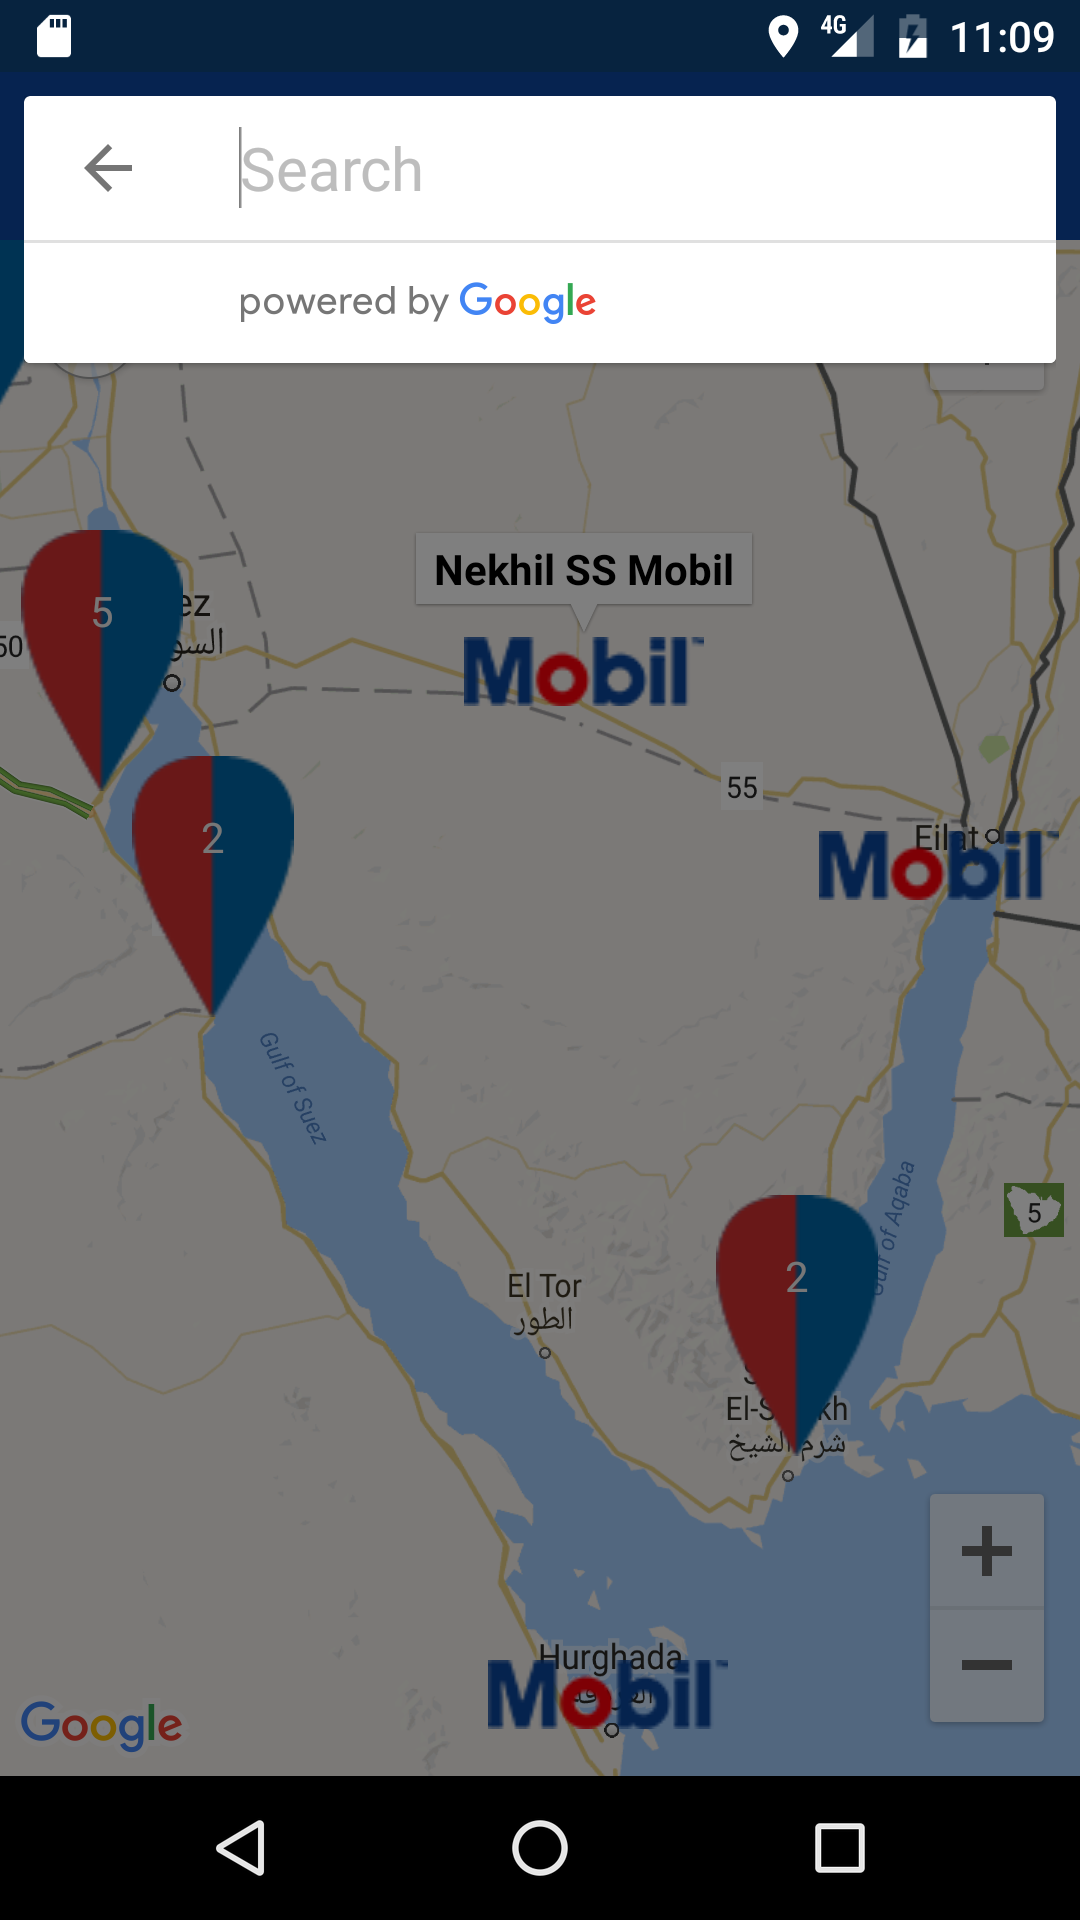 4G 11:09
Search
powered by Google
Nekhil SS Mobil
5
ez
السو
50
Mobil
2
55
Eilat
Mobil
Gulf of Suez
Gulf of Aqaba
5
2
El Tor
الطور
El-S kh
شرم الشيخ
Hurghada
Mobil
Google